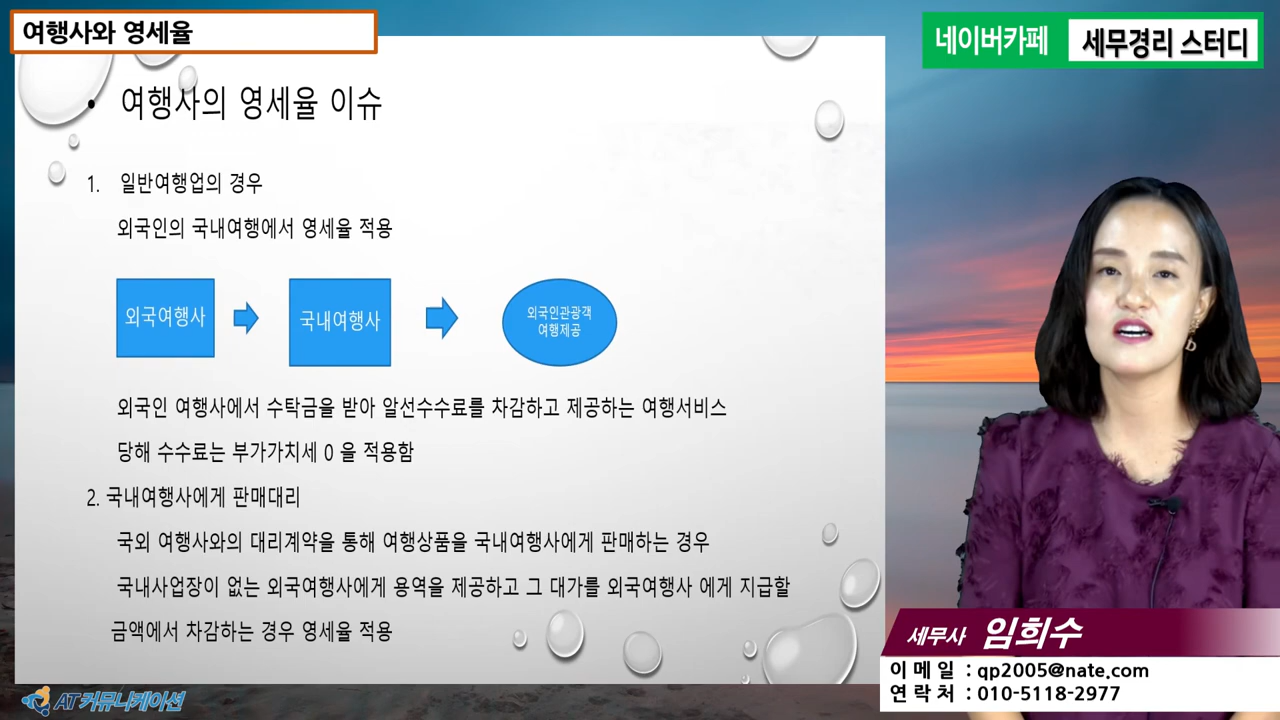 여행사와 영세율
네이버카페 세무경리 스터디
• 여행사의 영세율 이슈
1. 일반여행업의 경우
외국인의 국내여행에서 영세율 적용
외국여행사
국내여행사
외국인관광객
여행제공
외국인 여행사에서 수탁금을 받아 알선수수료를 차감하고 제공하는 여행서비스
당해 수수료는 부가가치세 0 을 적용함
2. 국내여행사에게 판매대리
국외 여행사와의 대리계약을 통해 여행상품을 국내여행사에게 판매하는 경우
국내사업장이 없는 외국여행사에게 용역을 제공하고 그 대가를 외국여행사 에게 지급할
금액에서 차감하는 경우 영세율 적용
세무사 임희수
이 메 일 : qp2005@nate.com
연 락 처 : 010-5118-2977
AT커뮤니케이션